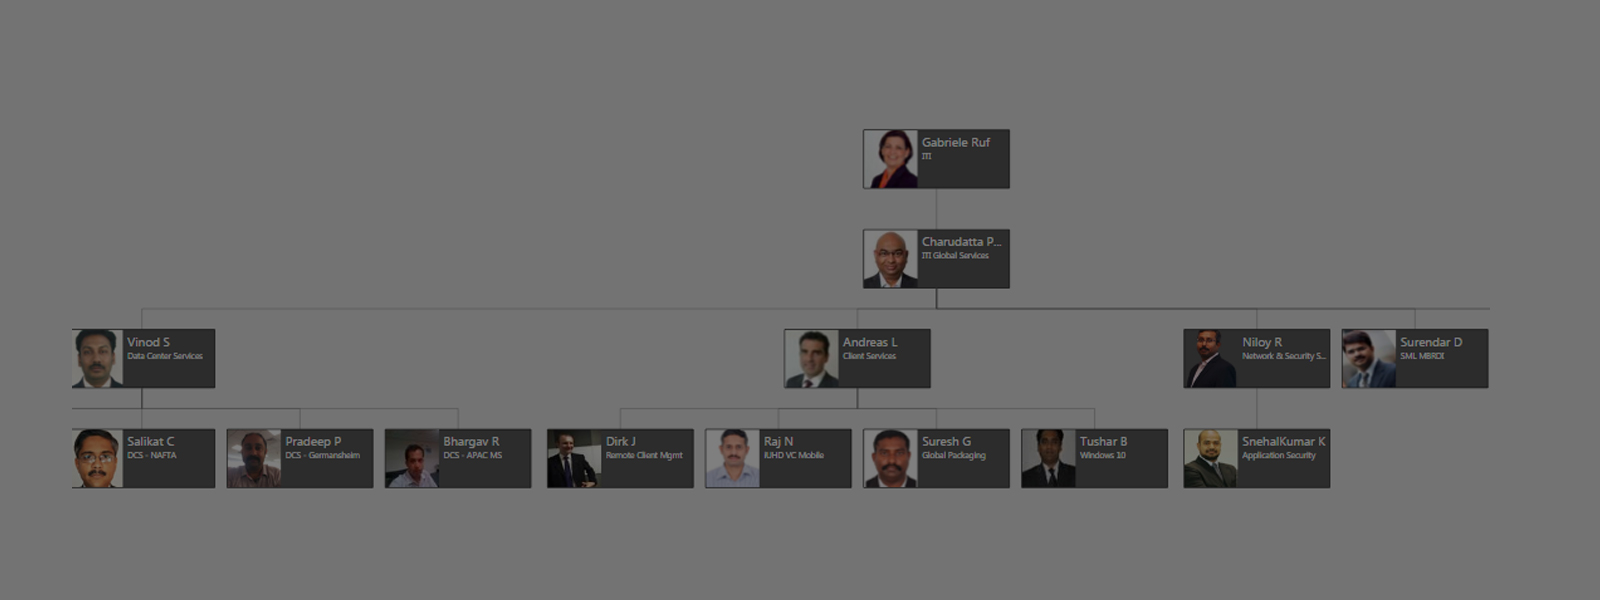 Gabriele Ruf
ITI
Charudatta P...
ITI Global Services
Vinod S
Data Center Services
Andreas L
Client Services
Niloy R
Network & Security S...
Surendar D
SML MBRDI
Salikat C
DCS - NAFTA
Pradeep P
DCS - Germansheim
Bhargav R
DCS - APAC MS
Dirk J
Remote Client Mgmt
Raj N
IUHD VC Mobile
Suresh G
Global Packaging
Tushar B
Windows 10
SnehalKumar K
Application Security